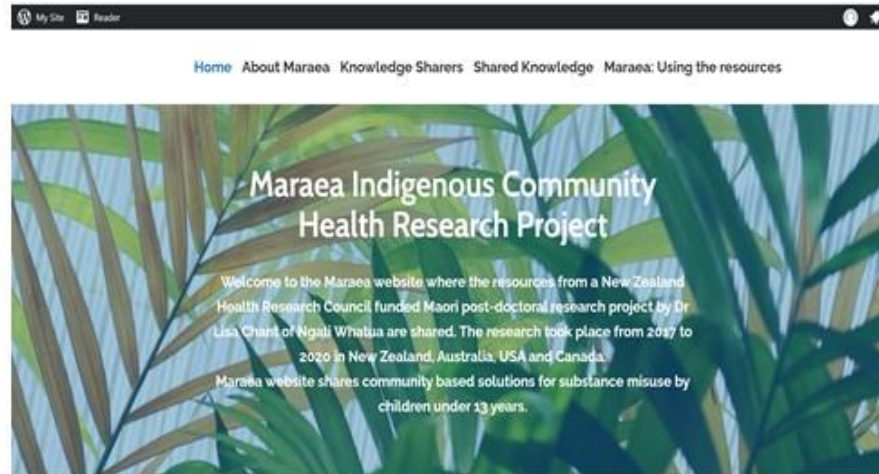 My Site Reader
Home About Maraea Knowledge Sharers Shared Knowledge Maraea: Using the resources
Maraea Indigenous Community
Health Research Project
Welcome to the Maraea website where the resources from a New Zealand
Health Research Council funded Maori post-doctoral research project by Dr
Lisa Chant of Ngati Whatua are shared. The research took place from 2017 to
2020 in New Zealand, Australia, USA and Canada.
Maraea website shares community based solutions for substance misuse by
children under 13 years.